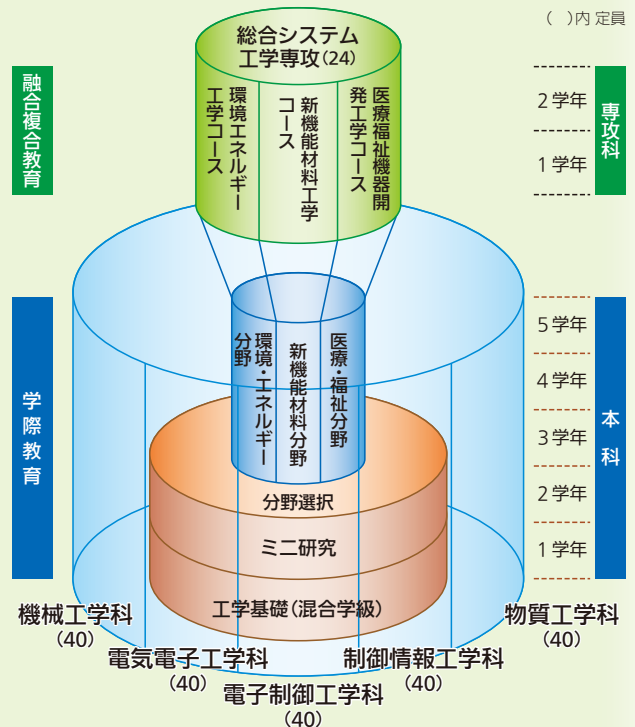 ( )内 定員
総合システム
工学専攻(24)
環境エネルギー
工学コース
新機能材料工学
コース
医療福祉機器開
発工学コース
融合複合教育
専攻科
2学年
1学年
環境・エネルギー
分野
新機能材料分野
医療・福祉分野
学際教育
本科
5学年
4学年
3学年
2学年
1学年
分野選択
ミニ研究
工学基礎(混合学級)
機械工学科
(40)
電気電子工学科
(40)
電子制御工学科
(40)
制御情報工学科
(40)
物質工学科
(40)